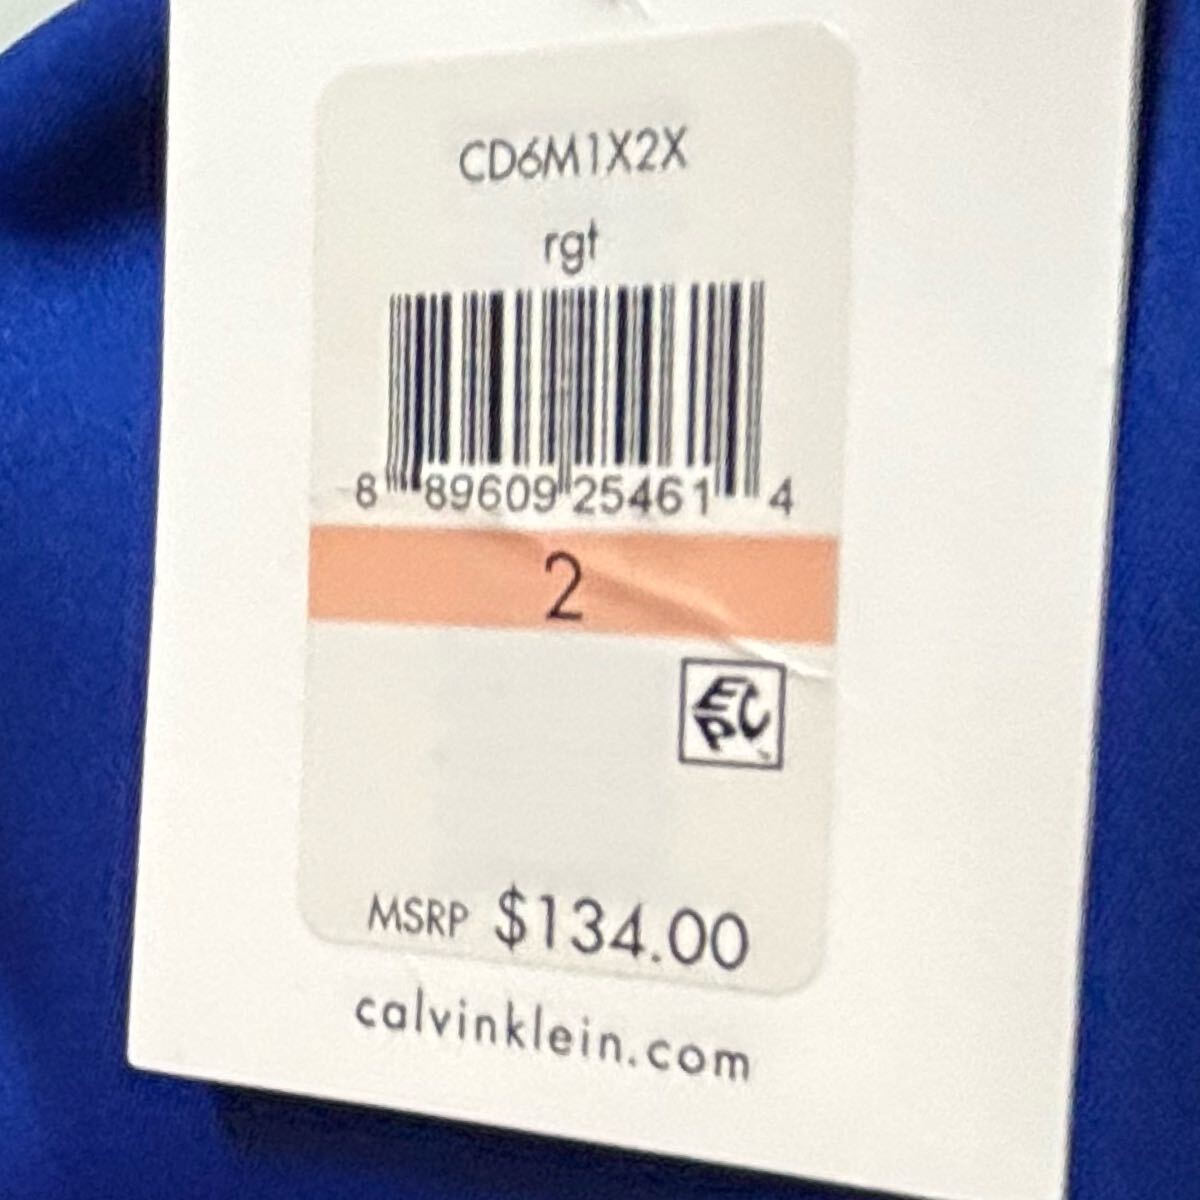 CD6M1X2X
rgt
8 89609 25461 4
2
EPC
MSRP $134.00
calvinklein.com